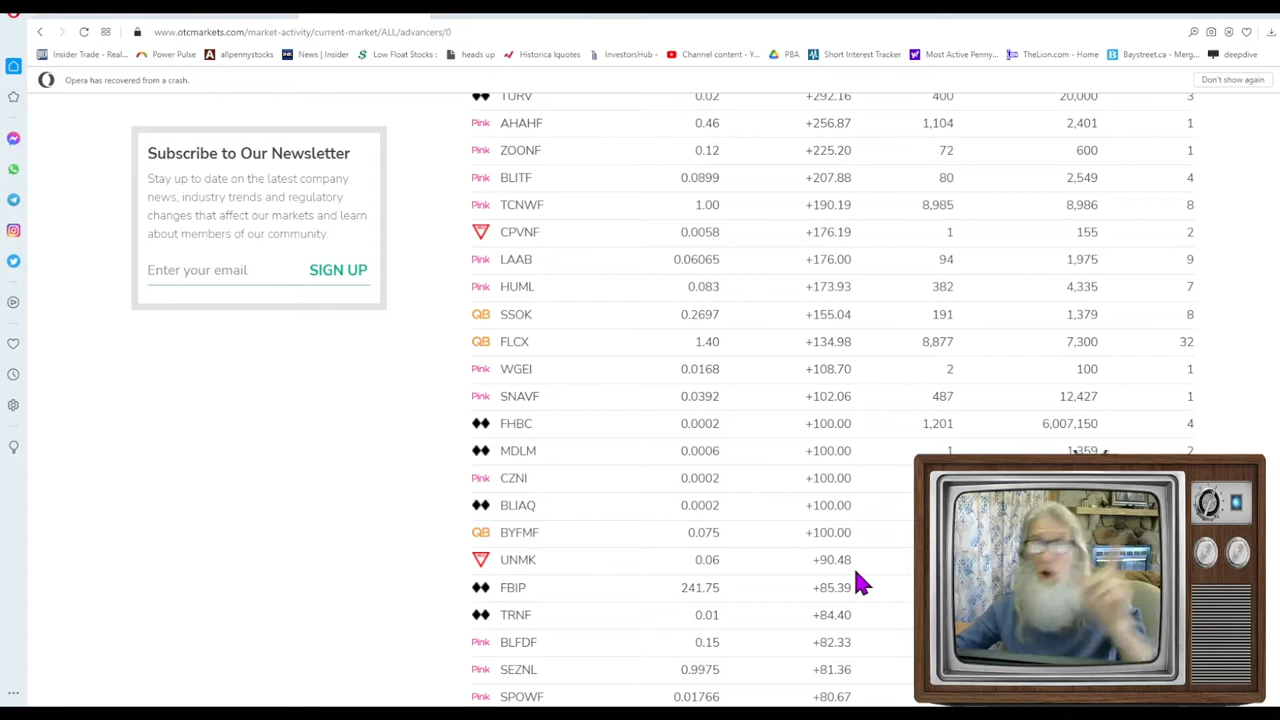 www.otcmarkets.com/market-activity/current-market/ALL/advancers/0
Insider Trade - Real... Power Pulse allpennystocks News | Insider Low Float Stocks : heads up Historica lquotes InvestorsHub - Channel content - Y... PBA Short Interest Tracker Most Active Penny... TheLion.com - Home Baystreet.ca - Merg... deepdive
Opera has recovered from a crash.
Don't show again
Subscribe to Our Newsletter
Stay up to date on the latest company
news, industry trends and regulatory
changes that affect our markets and learn
about members of our community.
Enter your email SIGN UP
TURV 0.02 +292.16 400 20,000 3
Pink AHAHF 0.46 +256.87 1,104 2,401 1
Pink ZOONF 0.12 +225.20 72 600 1
Pink BLITF 0.0899 +207.88 80 2,549 4
Pink TCNWF 1.00 +190.19 8,985 8,986 8
CPVNF 0.0058 +176.19 1 155 2
Pink LAAB 0.06065 +176.00 94 1,975 9
Pink HUML 0.083 +173.93 382 4,335 7
QB SSOK 0.2697 +155.04 191 1,379 8
QB FLCX 1.40 +134.98 8,877 7,300 32
Pink WGEI 0.0168 +108.70 2 100 1
Pink SNAVF 0.0392 +102.06 487 12,427 1
FHBC 0.0002 +100.00 1,201 6,007,150 4
MDLM 0.0006 +100.00 1 1,359 2
Pink CZNI 0.0002 +100.00
BLIAQ 0.0002 +100.00
QB BYFMF 0.075 +100.00
UNMK 0.06 +90.48
FBIP 241.75 +85.39
TRNF 0.01 +84.40
Pink BLFDF 0.15 +82.33
Pink SEZNL 0.9975 +81.36
Pink SPOWF 0.01766 +80.67